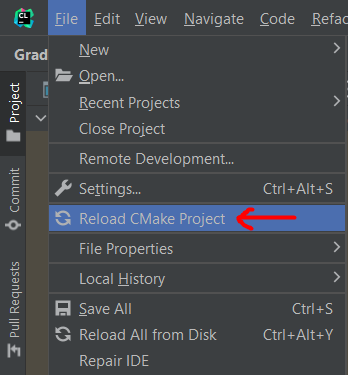 CL File Edit View Navigate Code Refac
Grad
Project
Commit
Pull Requests
New
Open...
Recent Projects
Close Project
Remote Development...
Settings... Ctrl+Alt+S
Reload CMake Project
File Properties
Local History
Save All Ctrl+S
Reload All from Disk Ctrl+Alt+Y
Repair IDE